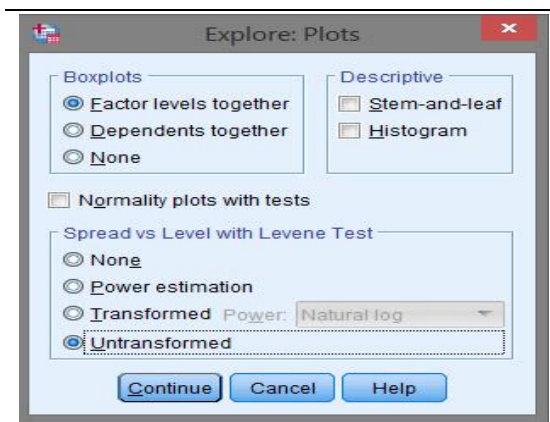 Explore: Plots
Boxplots
Factor levels together
Dependents together
None
Descriptive
Stem-and-leaf
Histogram
Normality plots with tests
Spread vs Level with Levene Test
None
Power estimation
Transformed Power: Natural log
Untransformed
Continue Cancel Help